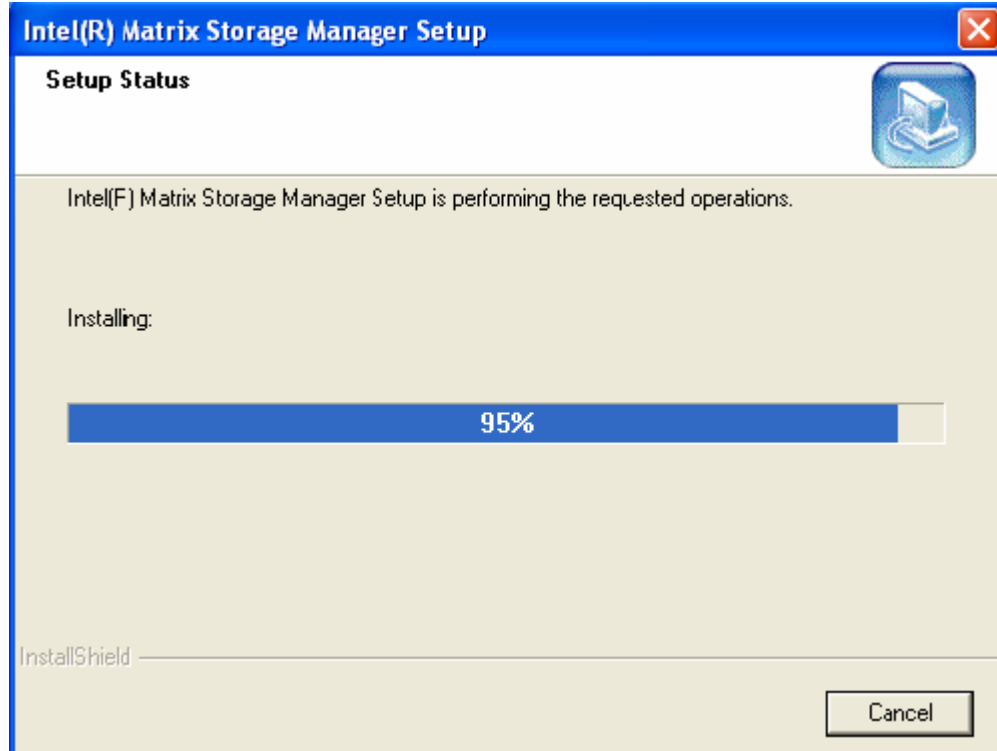 Intel(R) Matrix Storage Manager Setup
Setup Status
Intel(F) Matrix Storage Manager Setup is performing the requested operations.
Installing:
95%
InstallShield
Cancel